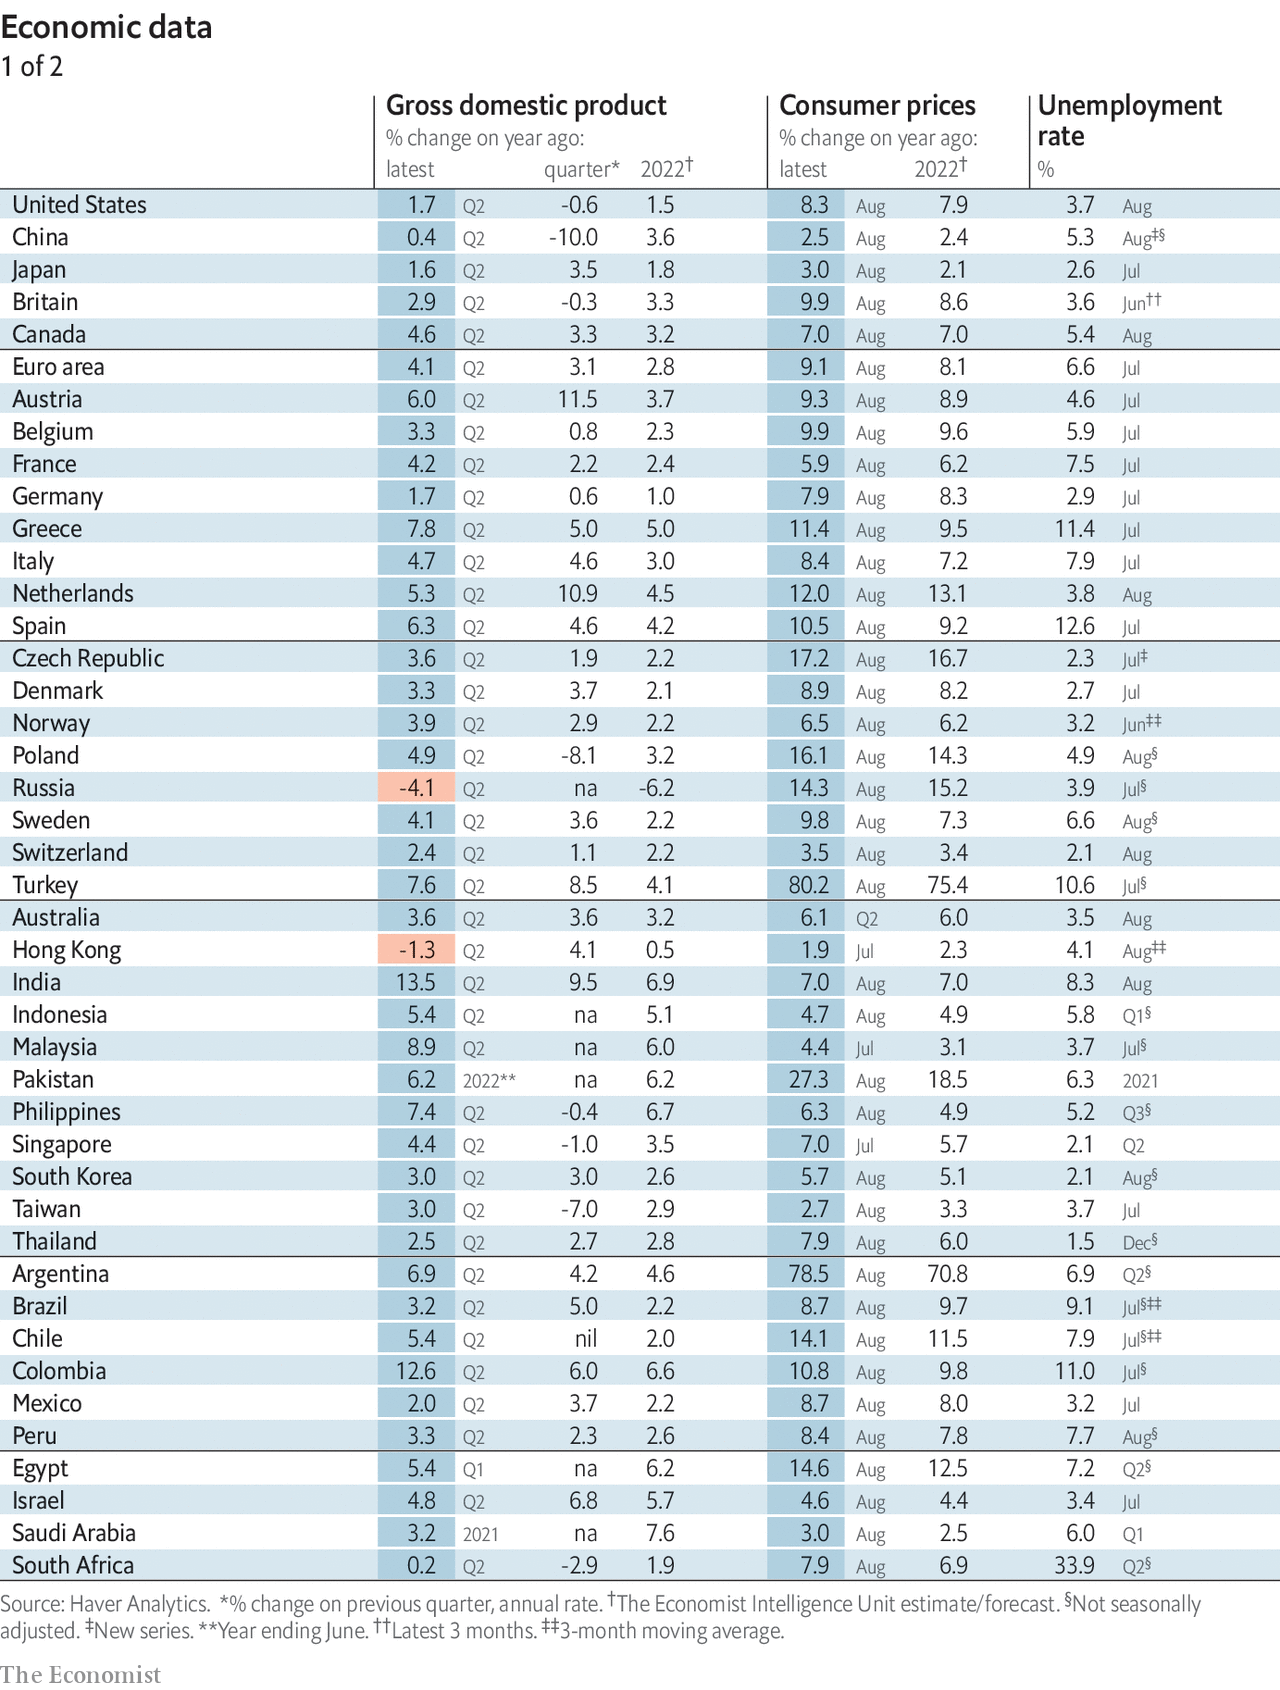 Economic data
1 of 2
Gross domestic product Consumer prices Unemployment
% change on year ago: % change on year ago: rate
latest quarter* 2022† latest 2022† %
United States 1.7 Q2 -0.6 1.5 8.3 Aug 7.9 3.7 Aug
China 0.4 Q2 -10.0 3.6 2.5 Aug 2.4 5.3 Aug‡§
Japan 1.6 Q2 3.5 1.8 3.0 Aug 2.1 2.6 Jul
Britain 2.9 Q2 -0.3 3.3 9.9 Aug 8.6 3.6 Jun††
Canada 4.6 Q2 3.3 3.2 7.0 Aug 7.0 5.4 Aug
Euro area 4.1 Q2 3.1 2.8 9.1 Aug 8.1 6.6 Jul
Austria 6.0 Q2 11.5 3.7 9.3 Aug 8.9 4.6 Jul
Belgium 3.3 Q2 0.8 2.3 9.9 Aug 9.6 5.9 Jul
France 4.2 Q2 2.2 2.4 5.9 Aug 6.2 7.5 Jul
Germany 1.7 Q2 0.6 1.0 7.9 Aug 8.3 2.9 Jul
Greece 7.8 Q2 5.0 5.0 11.4 Aug 9.5 11.4 Jul
Italy 4.7 Q2 4.6 3.0 8.4 Aug 7.2 7.9 Jul
Netherlands 5.3 Q2 10.9 4.5 12.0 Aug 13.1 3.8 Aug
Spain 6.3 Q2 4.6 4.2 10.5 Aug 9.2 12.6 Jul
Czech Republic 3.6 Q2 1.9 2.2 17.2 Aug 16.7 2.3 Jul‡
Denmark 3.3 Q2 3.7 2.1 8.9 Aug 8.2 2.7 Jul
Norway 3.9 Q2 2.9 2.2 6.5 Aug 6.2 3.2 Jun‡‡
Poland 4.9 Q2 -8.1 3.2 16.1 Aug 14.3 4.9 Aug§
Russia -4.1 Q2 na -6.2 14.3 Aug 15.2 3.9 Jul§
Sweden 4.1 Q2 3.6 2.2 9.8 Aug 7.3 6.6 Aug§
Switzerland 2.4 Q2 1.1 2.2 3.5 Aug 3.4 2.1 Aug
Turkey 7.6 Q2 8.5 4.1 80.2 Aug 75.4 10.6 Jul§
Australia 3.6 Q2 3.6 3.2 6.1 Q2 6.0 3.5 Aug
Hong Kong -1.3 Q2 4.1 0.5 1.9 Jul 2.3 4.1 Aug‡‡
India 13.5 Q2 9.5 6.9 7.0 Aug 7.0 8.3 Aug
Indonesia 5.4 Q2 na 5.1 4.7 Aug 4.9 5.8 Q1§
Malaysia 8.9 Q2 na 6.0 4.4 Jul 3.1 3.7 Jul§
Pakistan 6.2 2022** na 6.2 27.3 Aug 18.5 6.3 2021
Philippines 7.4 Q2 -0.4 6.7 6.3 Aug 4.9 5.2 Q3§
Singapore 4.4 Q2 -1.0 3.5 7.0 Jul 5.7 2.1 Q2
South Korea 3.0 Q2 3.0 2.6 5.7 Aug 5.1 2.1 Aug§
Taiwan 3.0 Q2 -7.0 2.9 2.7 Aug 3.3 3.7 Jul
Thailand 2.5 Q2 2.7 2.8 7.9 Aug 6.0 1.5 Dec§
Argentina 6.9 Q2 4.2 4.6 78.5 Aug 70.8 6.9 Q2§
Brazil 3.2 Q2 5.0 2.2 8.7 Aug 9.7 9.1 Jul§‡‡
Chile 5.4 Q2 nil 2.0 14.1 Aug 11.5 7.9 Jul§‡‡
Colombia 12.6 Q2 6.0 6.6 10.8 Aug 9.8 11.0 Jul§
Mexico 2.0 Q2 3.7 2.2 8.7 Aug 8.0 3.2 Jul
Peru 3.3 Q2 2.3 2.6 8.4 Aug 7.8 7.7 Aug§
Egypt 5.4 Q1 na 6.2 14.6 Aug 12.5 7.2 Q2§
Israel 4.8 Q2 6.8 5.7 4.6 Aug 4.4 3.4 Jul
Saudi Arabia 3.2 2021 na 7.6 3.0 Aug 2.5 6.0 Q1
South Africa 0.2 Q2 -2.9 1.9 7.9 Aug 6.9 33.9 Q2§
Source: Haver Analytics. *% change on previous quarter, annual rate. †The Economist Intelligence Unit estimate/forecast. §Not seasonally
adjusted. ‡New series. **Year ending June. ††Latest 3 months. ‡‡3-month moving average.
The Economist